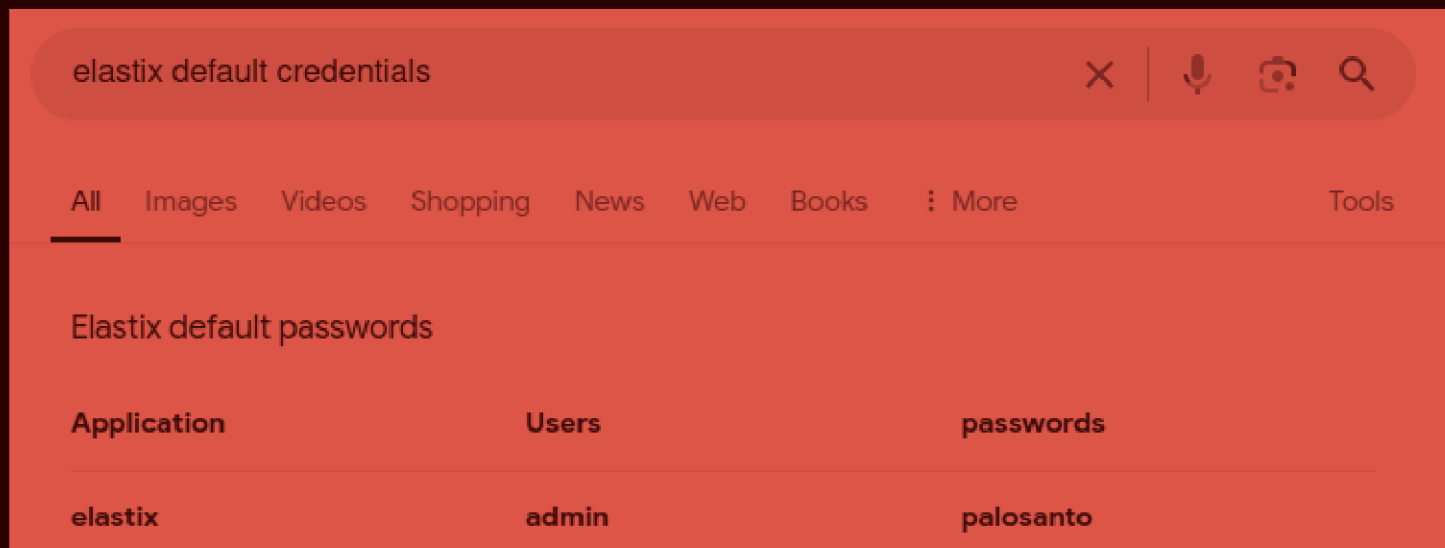 elastix default credentials
All Images Videos Shopping News Web Books More Tools
Elastix default passwords
Application Users passwords
elastix admin palosanto